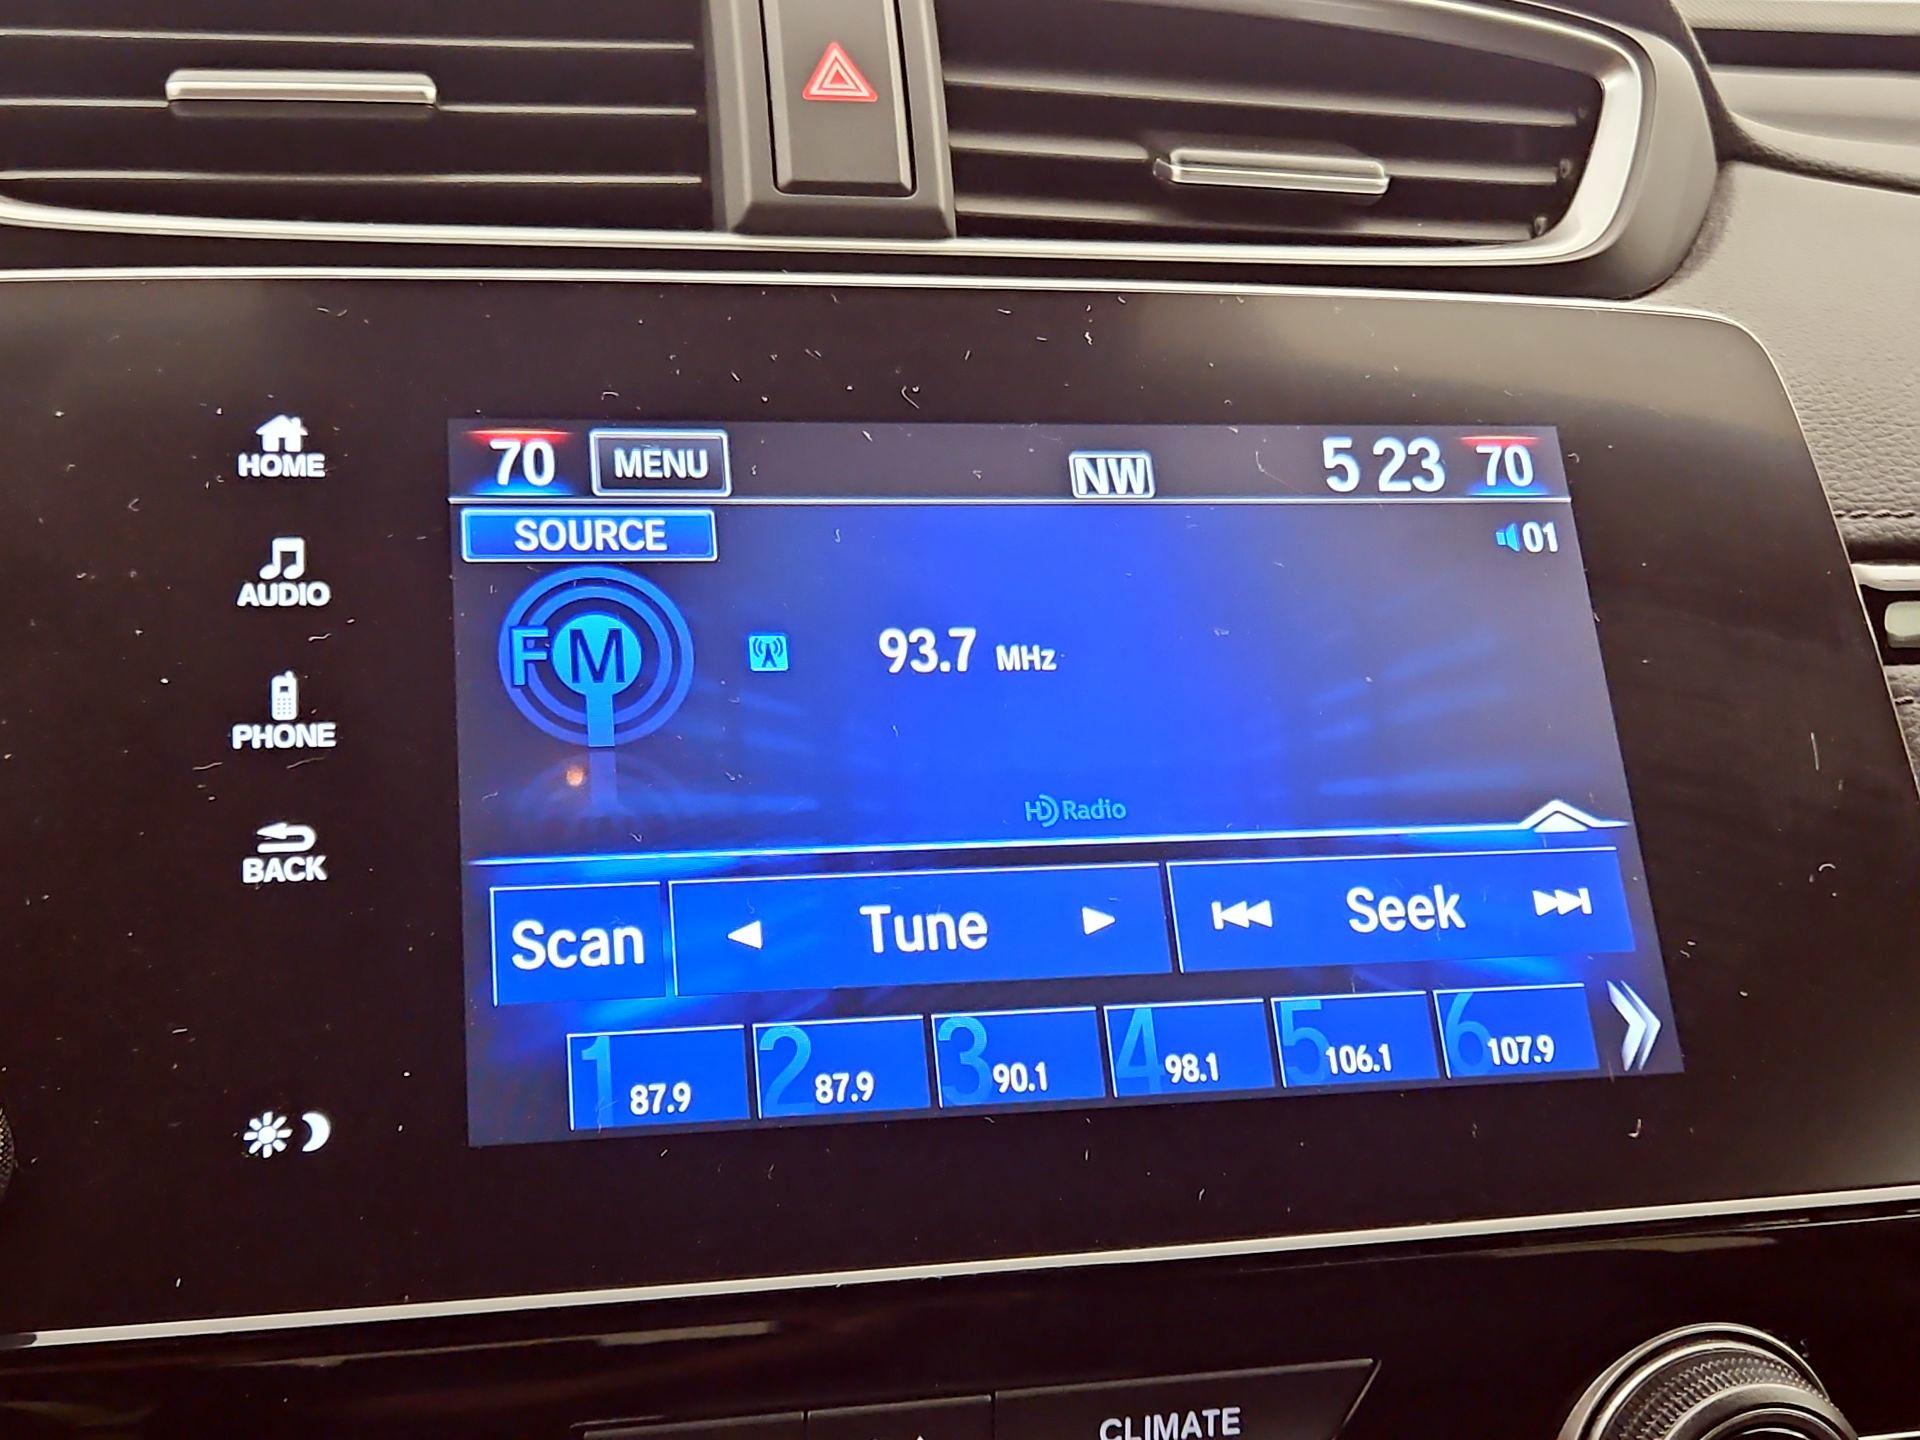 HOME
AUDIO
PHONE
BACK
70 MENU NW 5 23 70
SOURCE 01
FM 93.7 MHz
HD Radio
Scan Tune Seek
1 87.9 2 87.9 3 90.1 4 98.1 5 106.1 6 107.9
CLIMATE